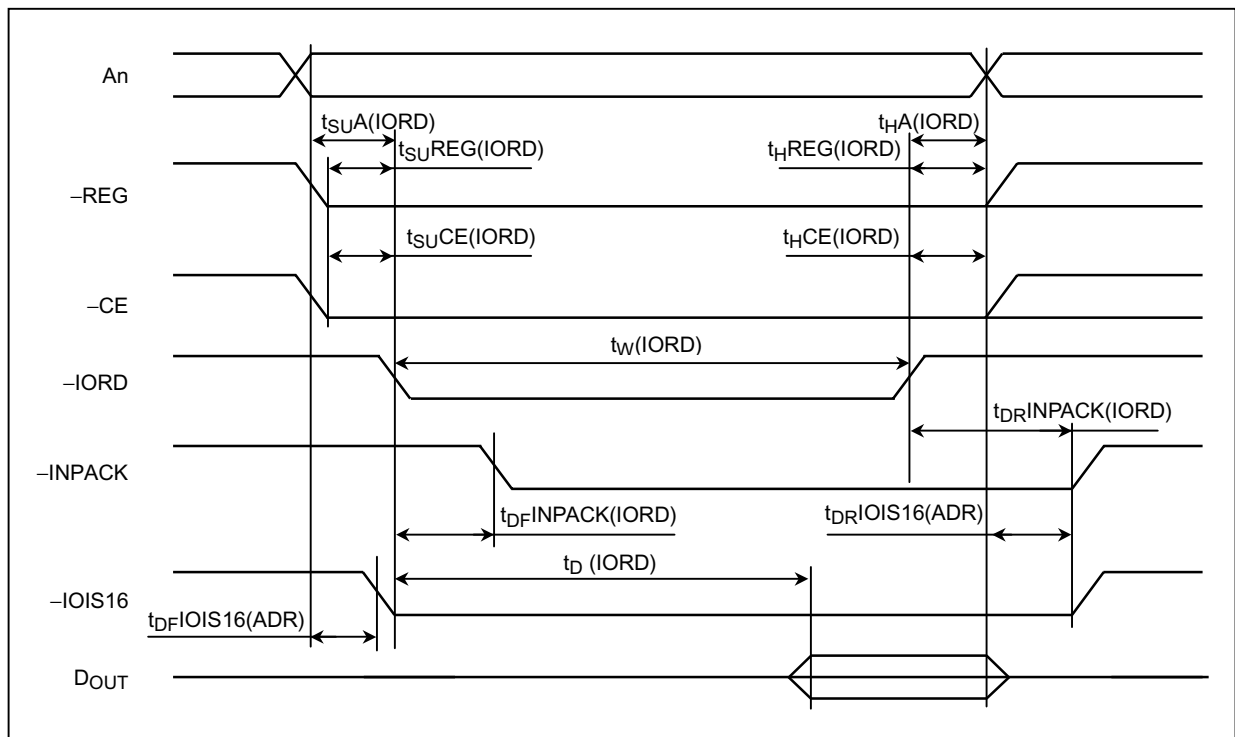 An
tSUA(IORD)
tHA(IORD)
tSUREG(IORD)
tHREG(IORD)
–REG
tSUCE(IORD)
tHCE(IORD)
–CE
tW(IORD)
–IORD
tDRINPACK(IORD)
–INPACK
tDFINPACK(IORD)
tDRIOIS16(ADR)
tD (IORD)
–IOIS16
tDFIOIS16(ADR)
DOUT